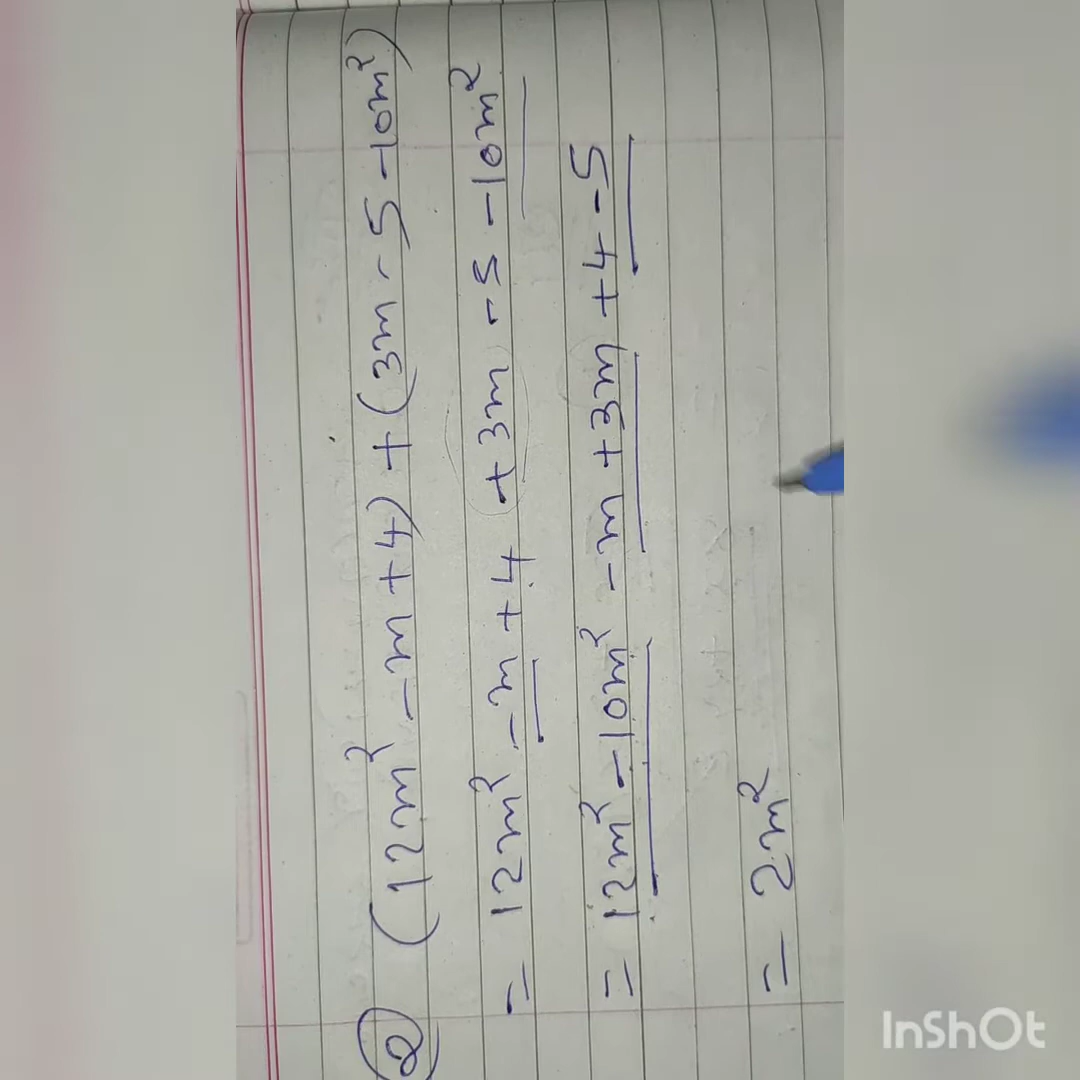 ② (12m² - m + 4) + (3m - 5 - 10m²)
= 12m² - m + 4 + 3m - 5 - 10m²
= 12m² - 10m² - m + 3m + 4 - 5
= 2m²
InShOt